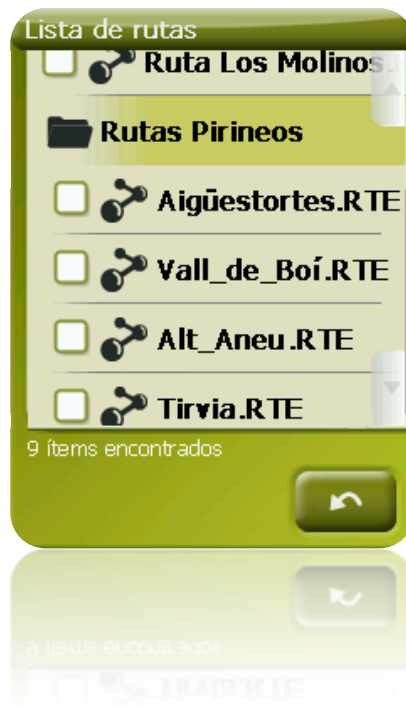 Lista de rutas
Ruta Los Molinos.
Rutas Pirineos
Aigüestortes.RTE
Vall_de_Boí.RTE
Alt_Aneu.RTE
Tirvia.RTE
9 ítems encontrados